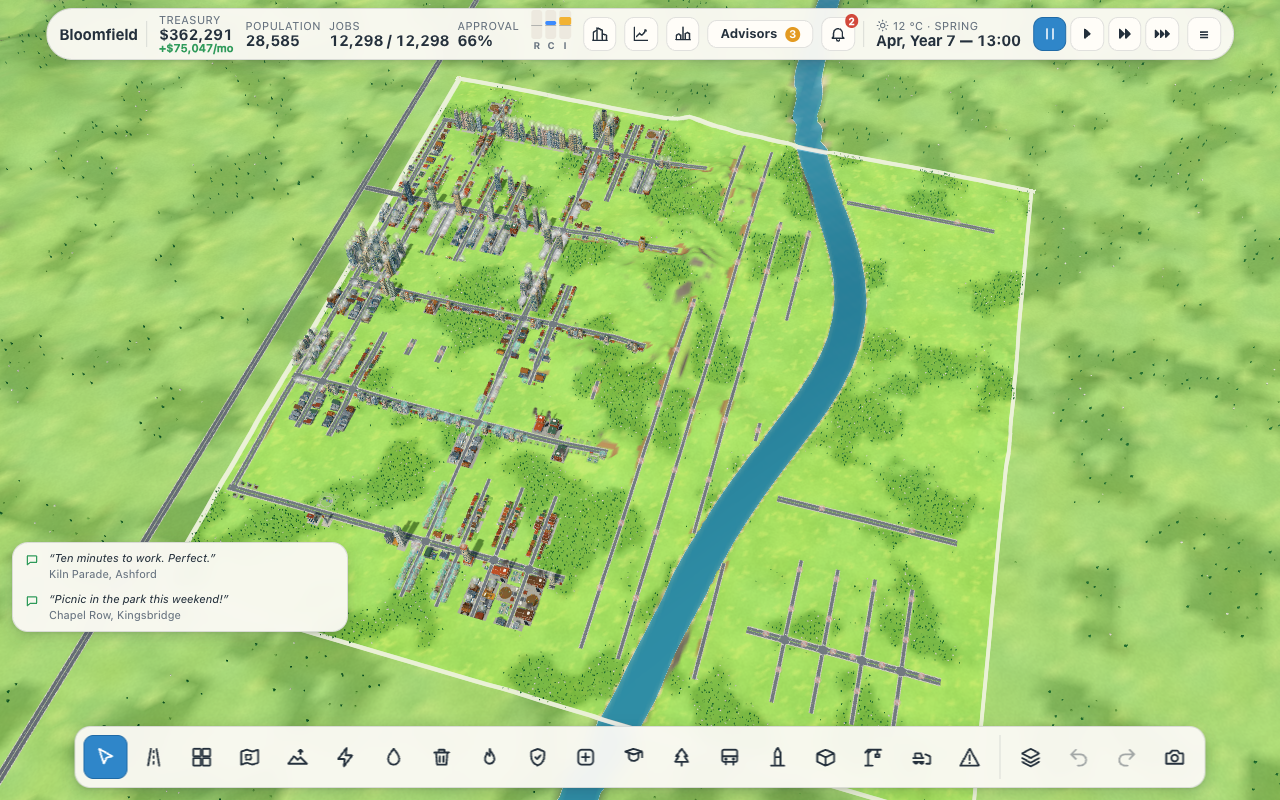 Bloomfield
TREASURY
$362,291
+$75,047/mo
POPULATION
28,585
JOBS
12,298 / 12,298
APPROVAL
66%
R C I
Advisors 3
2
12 °C · SPRING
Apr, Year 7 — 13:00
“Ten minutes to work. Perfect.”
Kiln Parade, Ashford
“Picnic in the park this weekend!”
Chapel Row, Kingsbridge